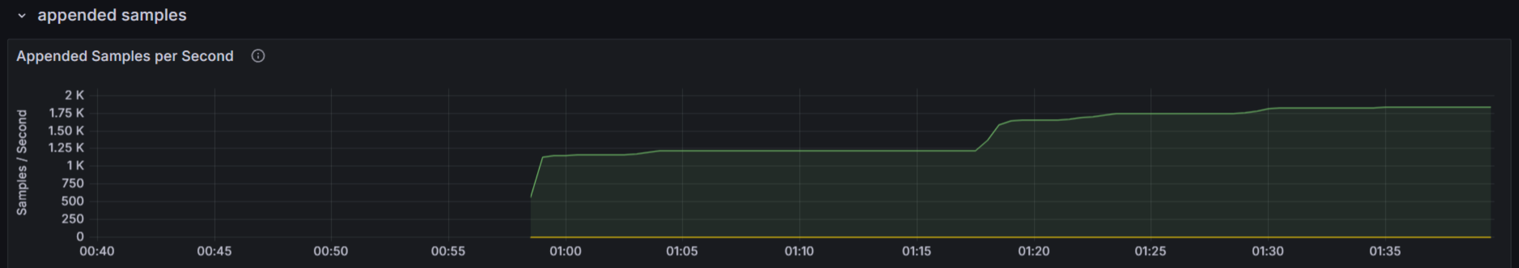 appended samples
Appended Samples per Second
Samples / Second
2 K
1.75 K
1.50 K
1.25 K
1 K
750
500
250
0
00:40 00:45 00:50 00:55 01:00 01:05 01:10 01:15 01:20 01:25 01:30 01:35